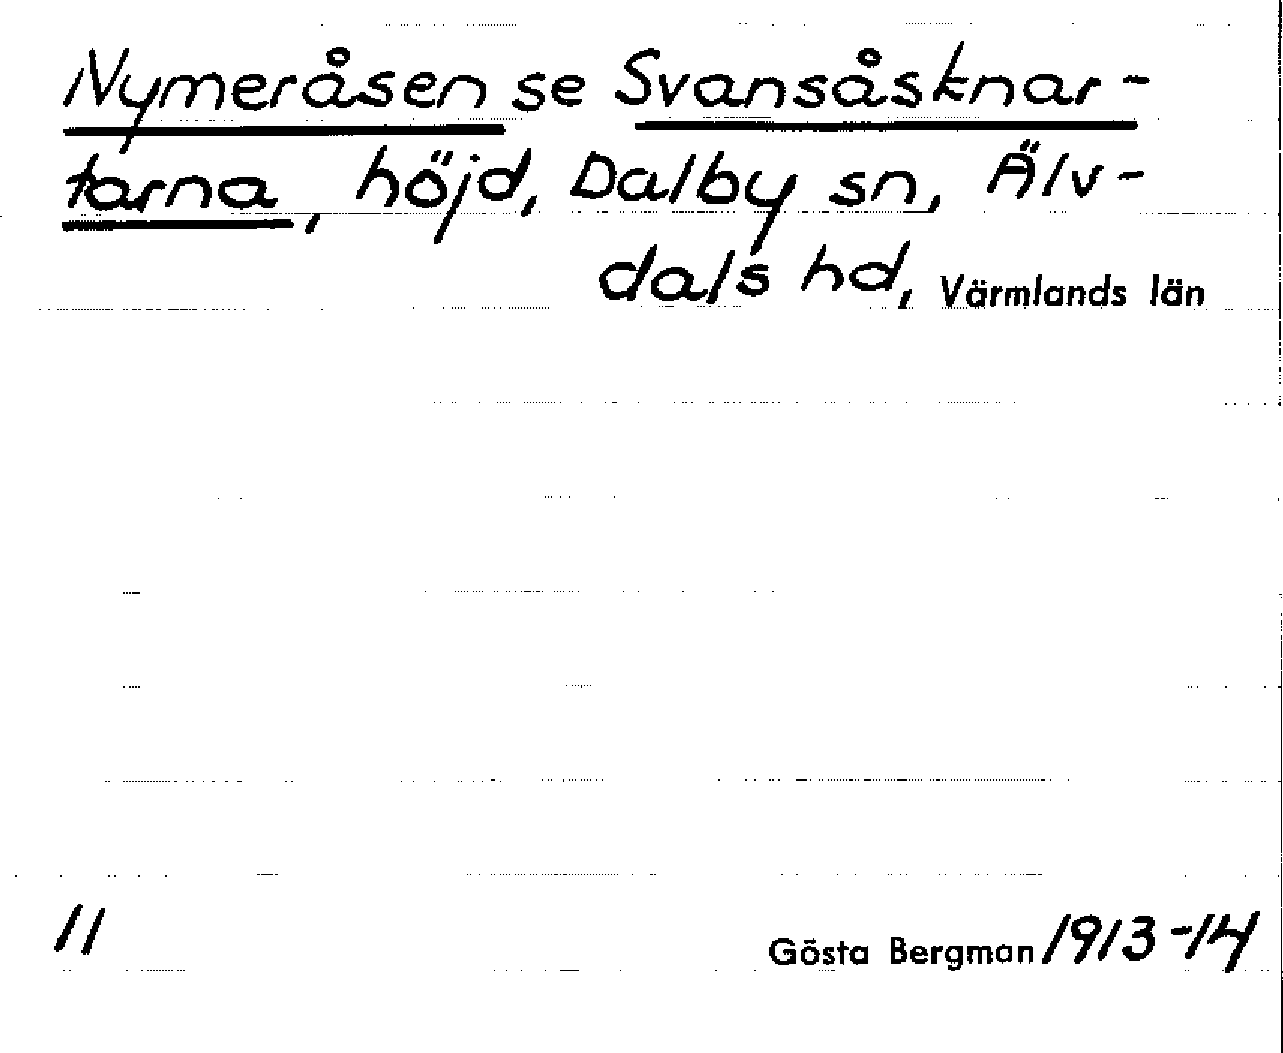 Nymeråsen se Svansåsknar-
tarna, höjd, Dalby sn, Älv-
dals hd, Värmlands län
11
Gösta Bergman 1913-14